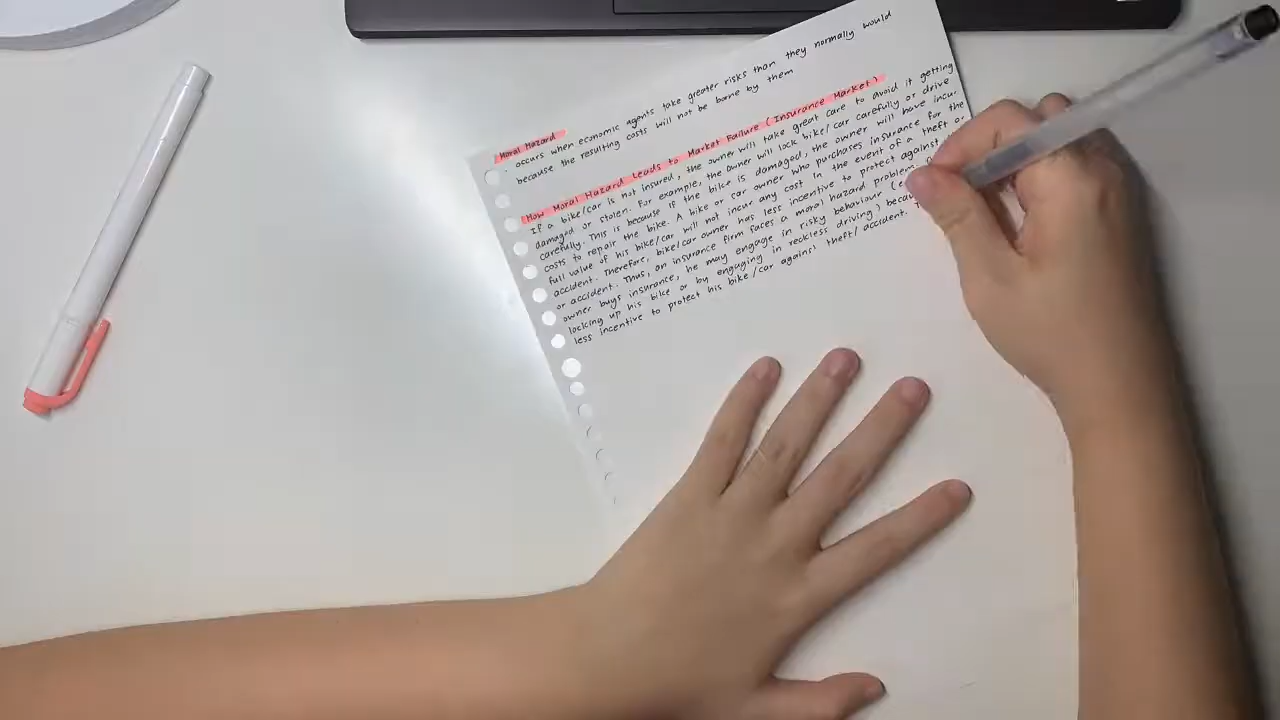 Moral Hazard
· occurs when economic agents take greater risks than they normally would
because the resulting costs will not be borne by them
How Moral Hazard Leads to Market Failure (Insurance Market)
If a bike/car is not insured, the owner will take great care to avoid it getting
damaged or stolen. For example, the owner will lock bike/car carefully or drive
carefully. This is because if the bike is damaged, the owner will have incur
costs to repair the bike. A bike or car owner who purchases insurance for the
full value of his bike/car will not incur any cost in the event of a theft or
accident. Therefore, bike/car owner has less incentive to protect against
or accident. Thus, an insurance firm faces a moral hazard problem.
owner buys insurance, he may engage in risky behaviour (
locking up his bike or by engaging in reckless driving) because
less incentive to protect his bike/car against theft/accident.